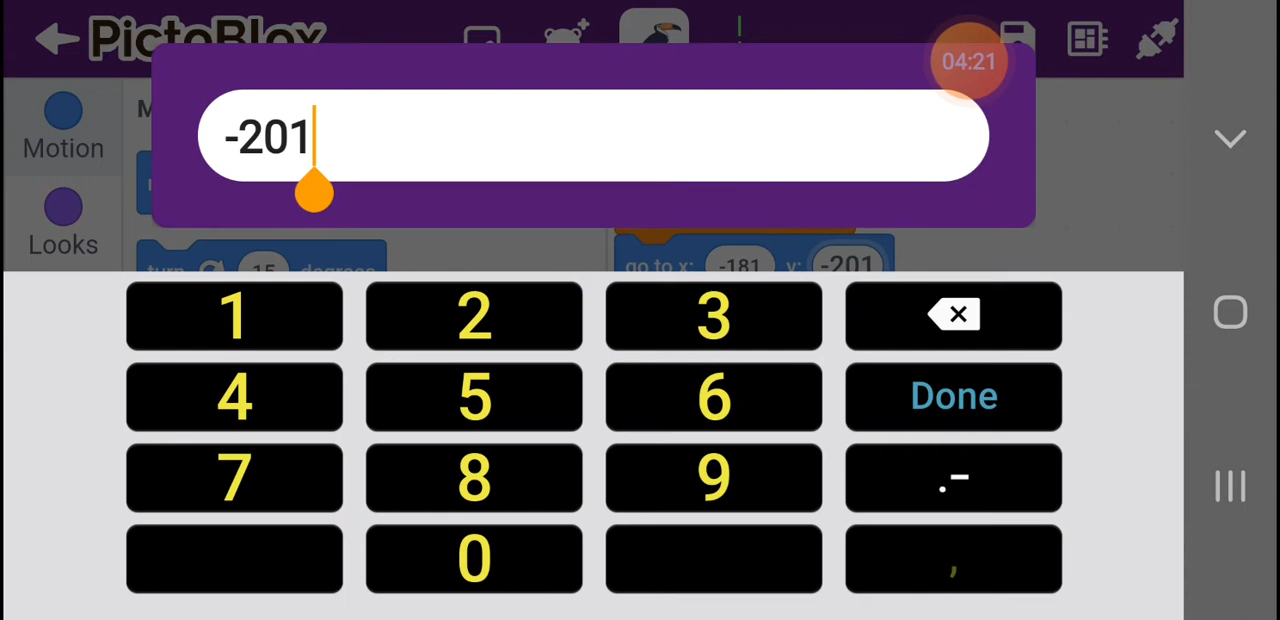 PictoBlox
04:21
-201
Motion
M
Looks
turn 15 degrees
go to x: -181 y: -201
1 2 3
4 5 6 Done
7 8 9 .-
0 ,